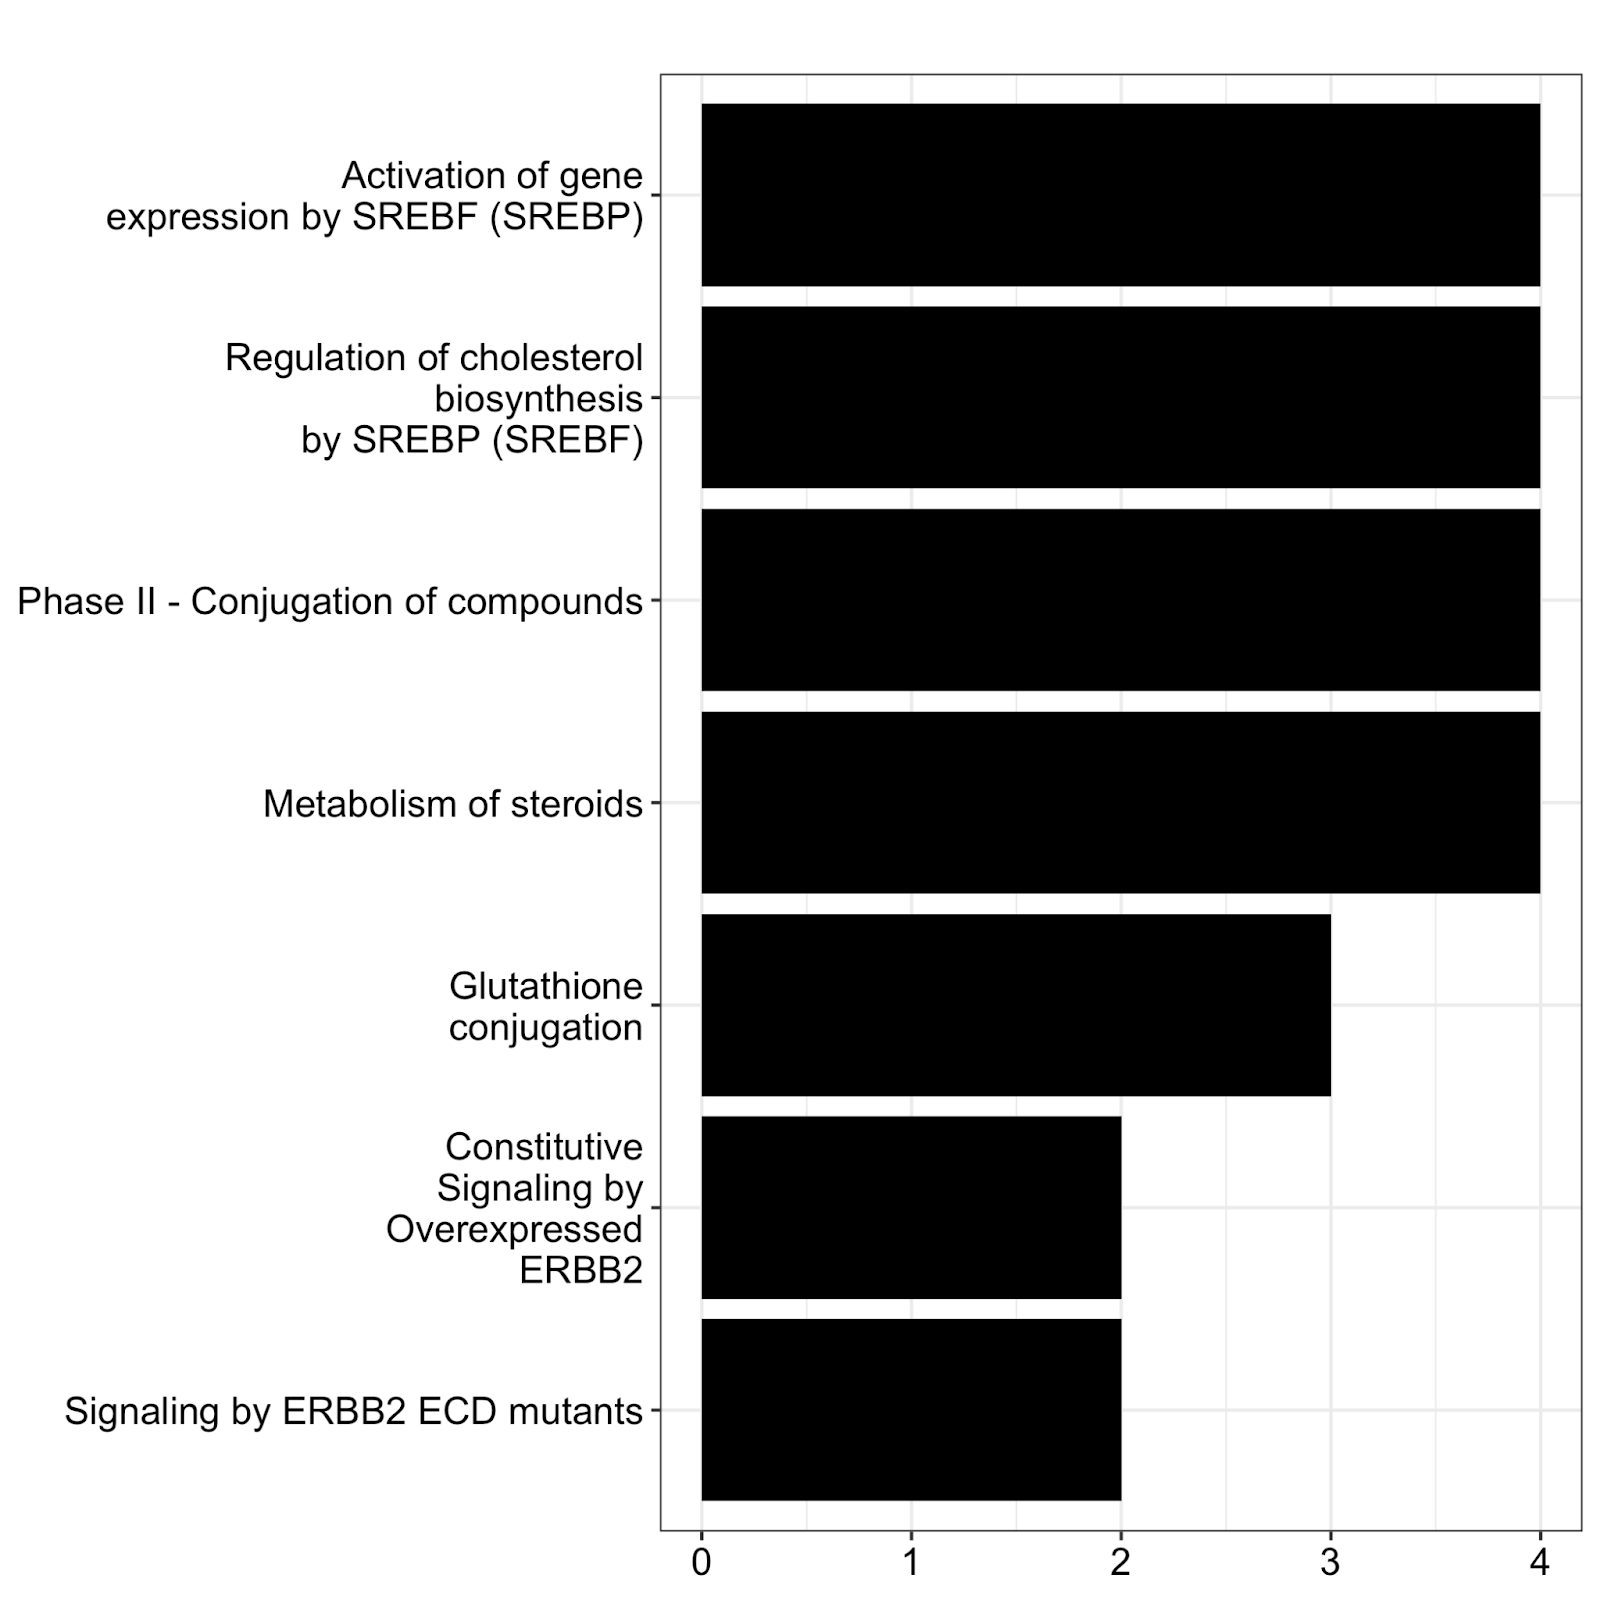 Activation of gene
expression by SREBF (SREBP)
Regulation of cholesterol
biosynthesis
by SREBP (SREBF)
Phase II - Conjugation of compounds
Metabolism of steroids
Glutathione
conjugation
Constitutive
Signaling by
Overexpressed
ERBB2
Signaling by ERBB2 ECD mutants
0 1 2 3 4